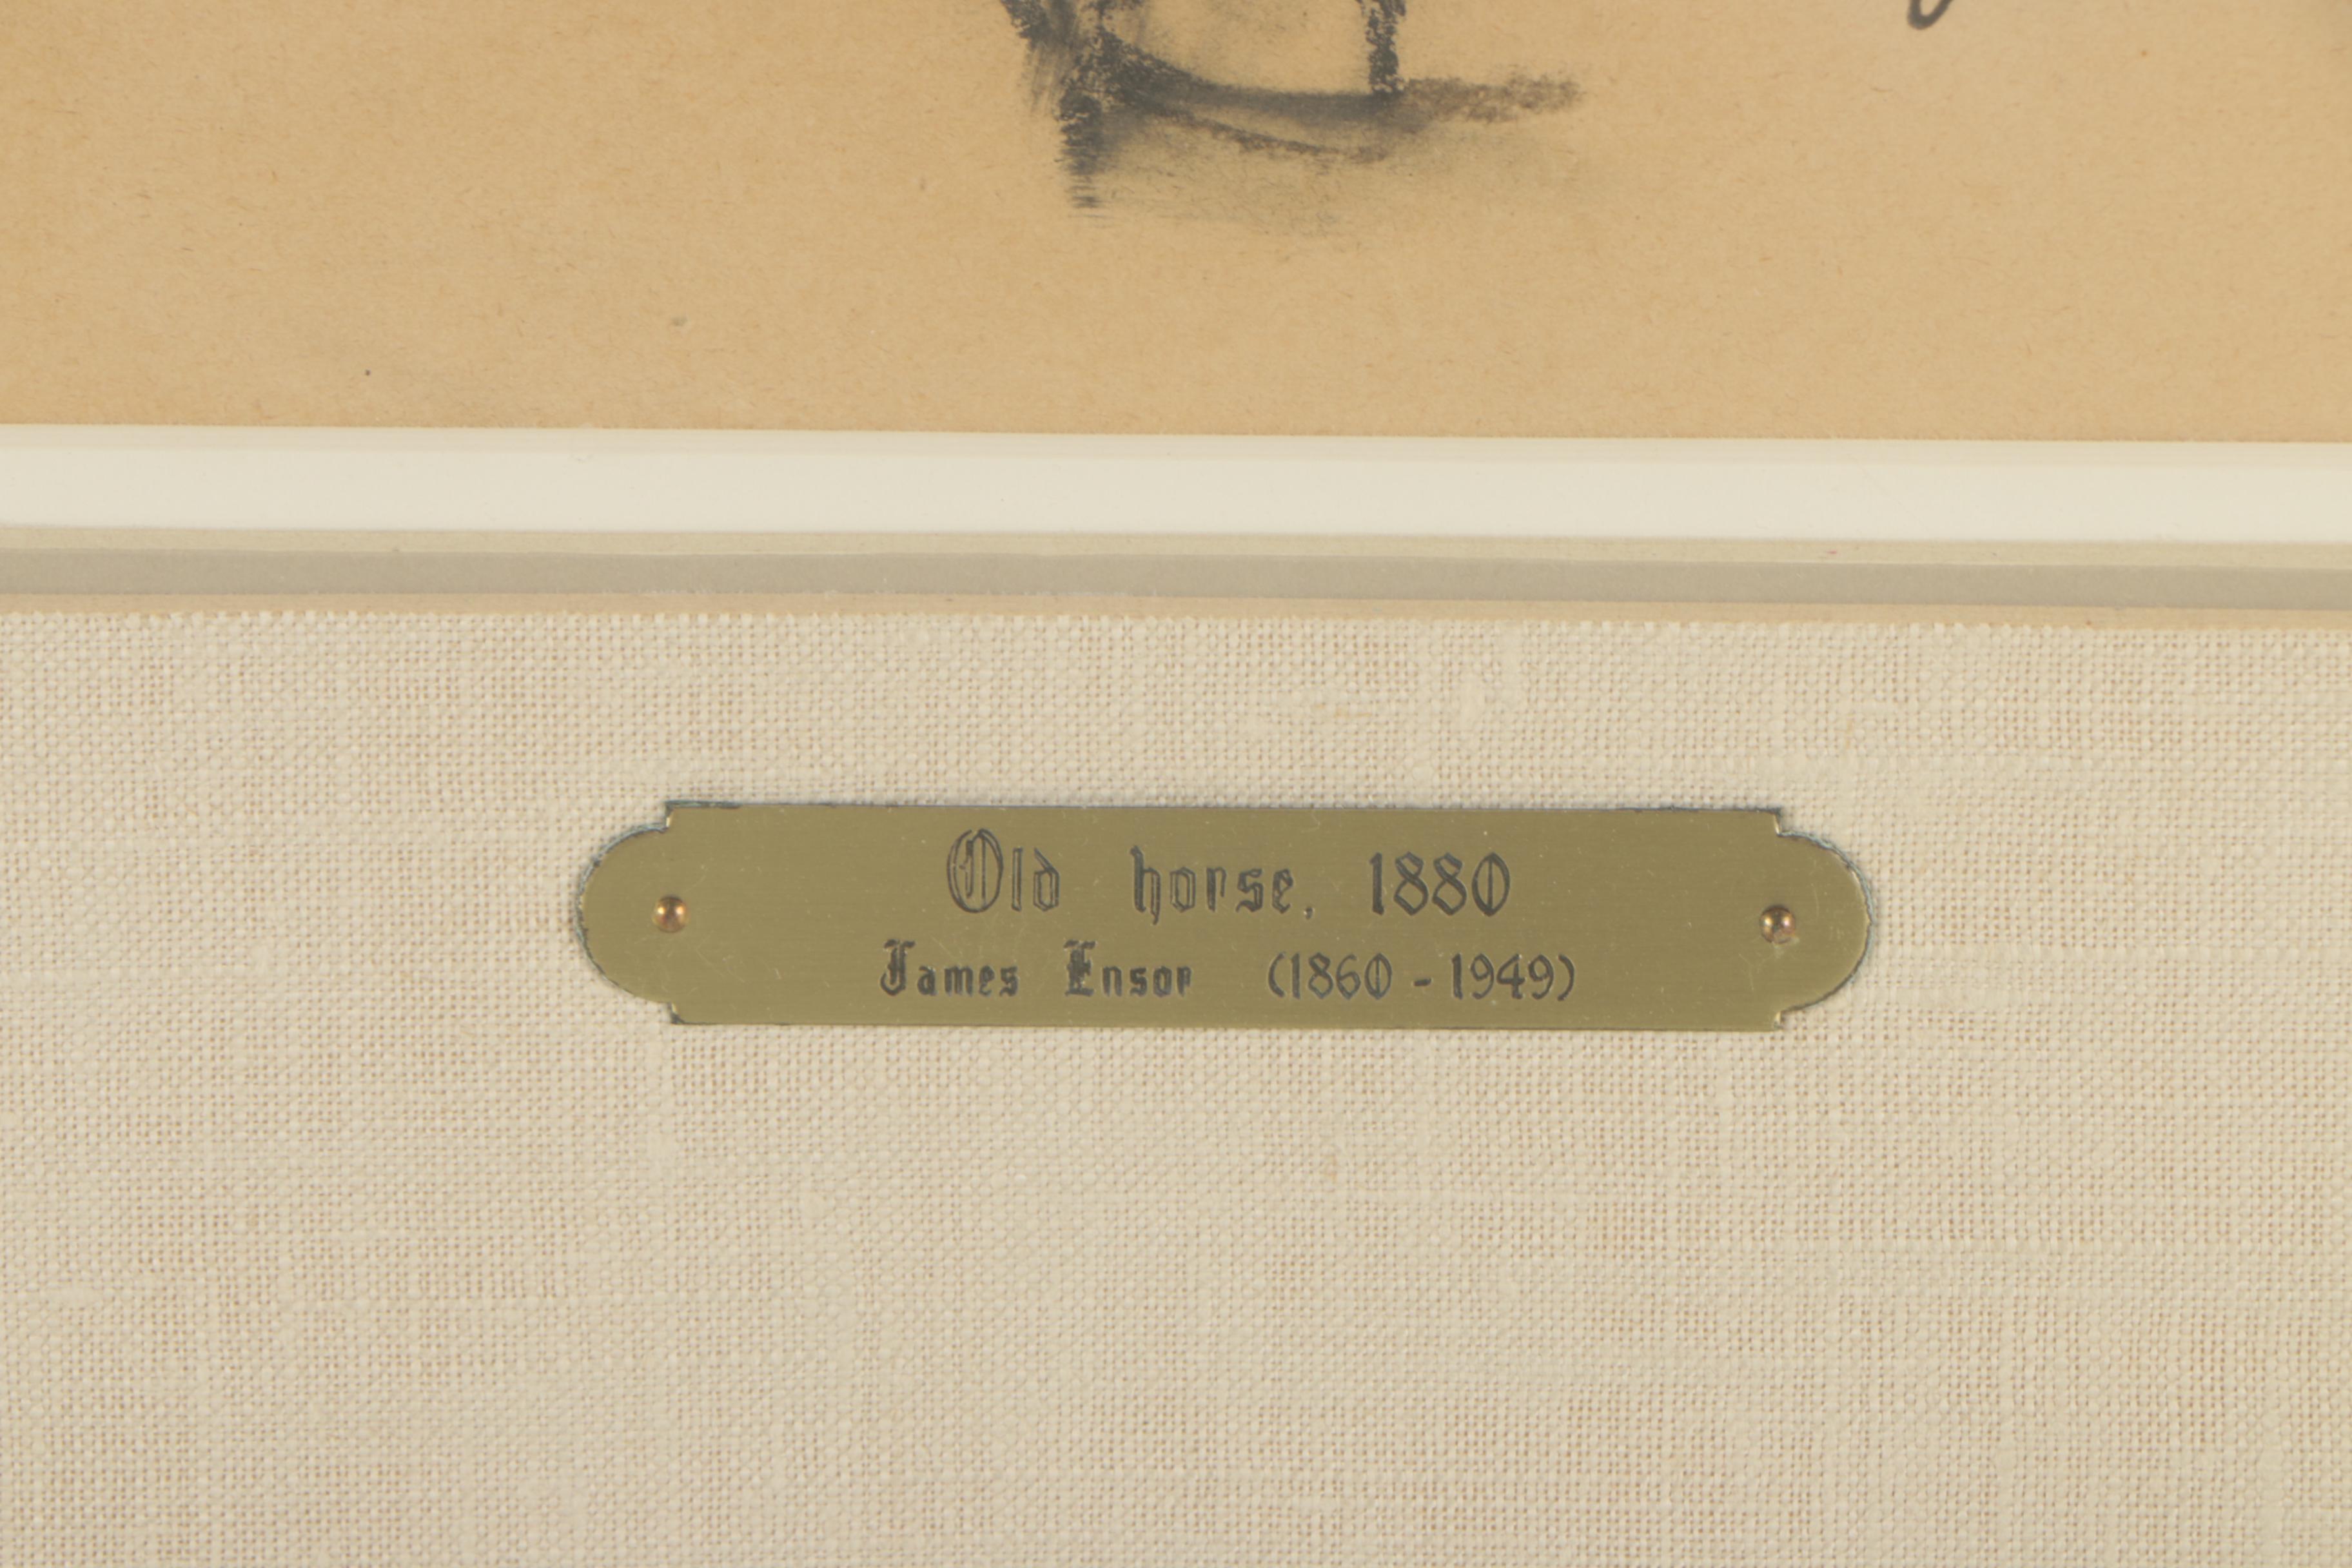 Old horse, 1880
James Ensor (1860 - 1949)